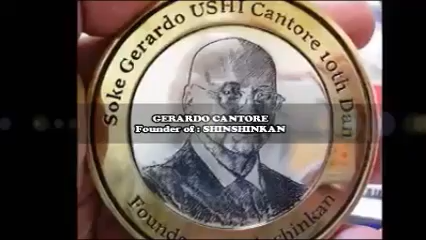 Soke Gerardo USHI Cantore 10th Dan
GERARDO CANTORE
Founder of : SHINSHINKAN